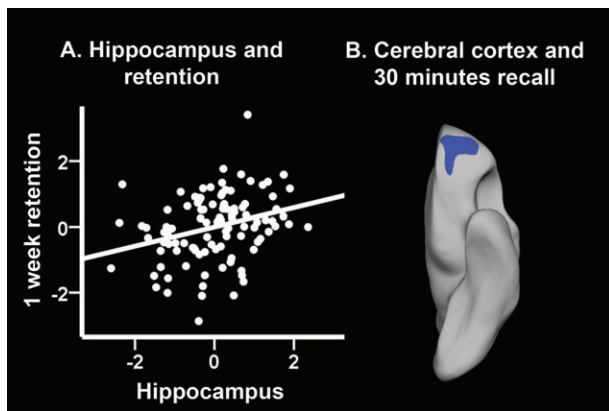 A. Hippocampus and
retention
B. Cerebral cortex and
30 minutes recall
1 week retention
2
0
-2
-2
0
2
Hippocampus